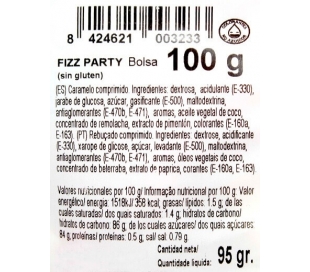 8 424621 003233
FIZZ PARTY Bolsa 100 g
(sin gluten)
(ES) Caramelo comprimido. Ingredientes: dextrosa, acidulante (E-330),
jarabe de glucosa, azúcar, gasificante (E-500), maltodextrina,
antiaglomerantes (E-470b, E-471), aromas, aceite vegetal de coco,
concentrado de remolacha, extracto de pimentón, colorantes (E-160a,
E-163). (PT) Rebuçado comprimido. Ingredientes: dextrose, acidificante
(E-330), xarope de glicose, açúcar, levedante (E-500), maltodextrina,
antiaglomerantes (E-470b, E-471), aromas, óleos vegetais de coco,
concentrado de beterraba, extrato de paprica, corantes (E-160a, E-163).
Valores nutricionales por 100 g/ Informação nutricional por 100 g: Valor
energético/ energia: 1518kJ/ 358 kcal, grasas/ lípidos: 1.5 g, de las
cuales saturadas/ dos quais saturados: 1.4 g, hidratos de carbono/
hidratos de carbono: 86 g, de los cuales azúcares/ dos quais açúcares:
84 g, proteínas/ proteínas: 0.5 g, sal/ sal: 0.79 g.
Cantidad neta/
Quantidade líquida: 95 gr.